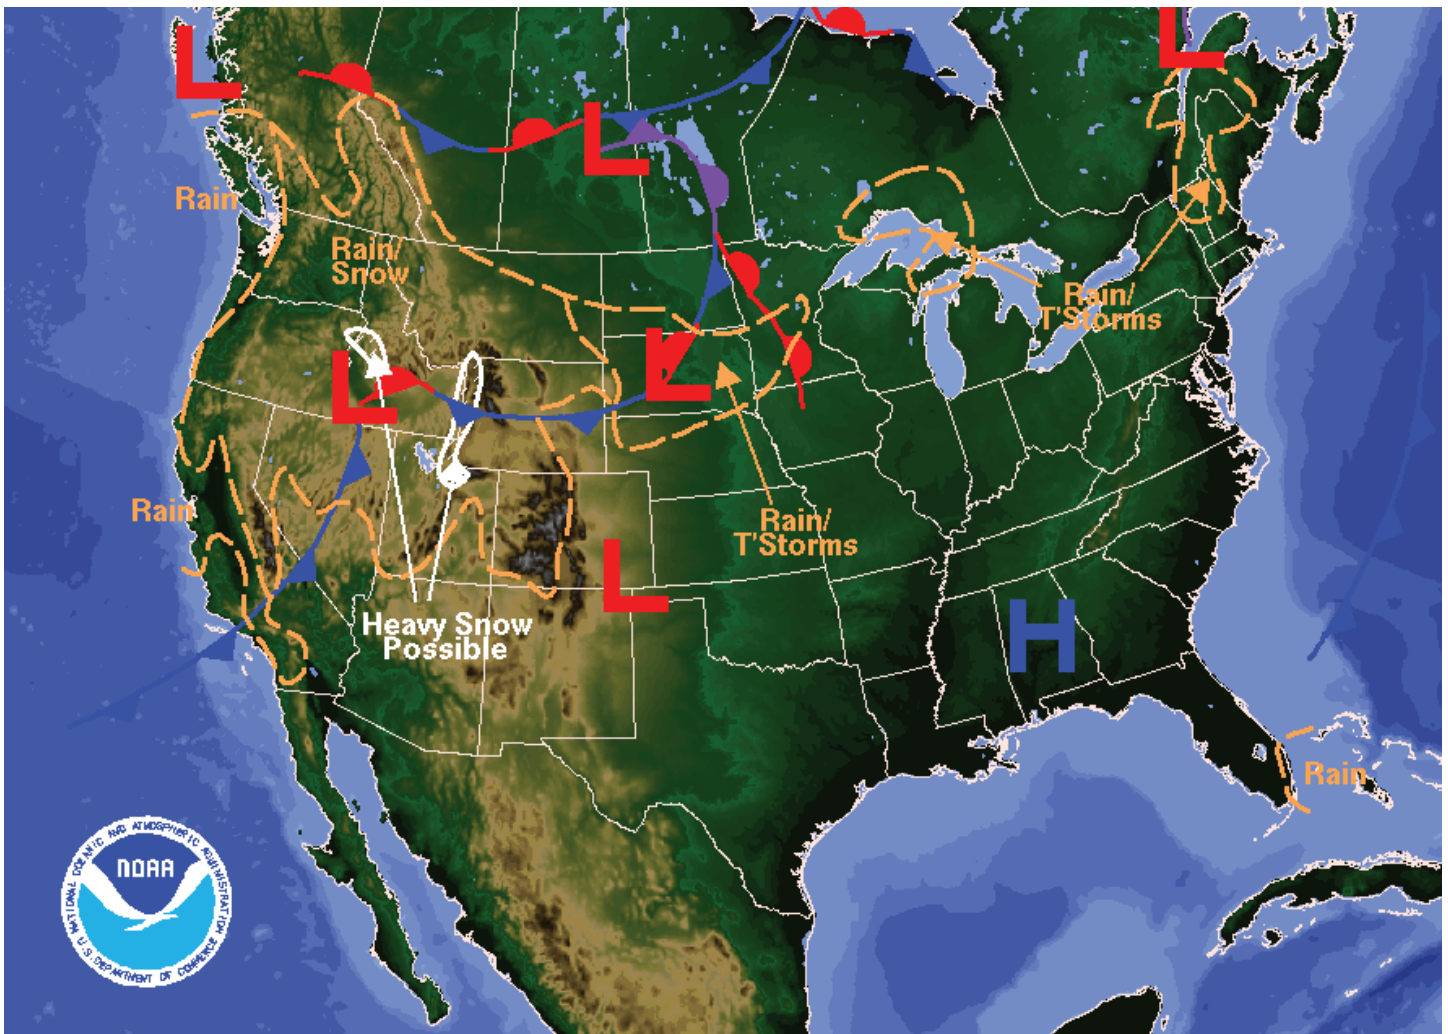 L
L
L
Rain
Rain/
Snow
Rain/
T'Storms
L
L
Rain
Rain/
T'Storms
L
H
Heavy Snow
Possible
Rain
NATIONAL OCEANIC AND ATMOSPHERIC ADMINISTRATION
NOAA
U.S. DEPARTMENT OF COMMERCE